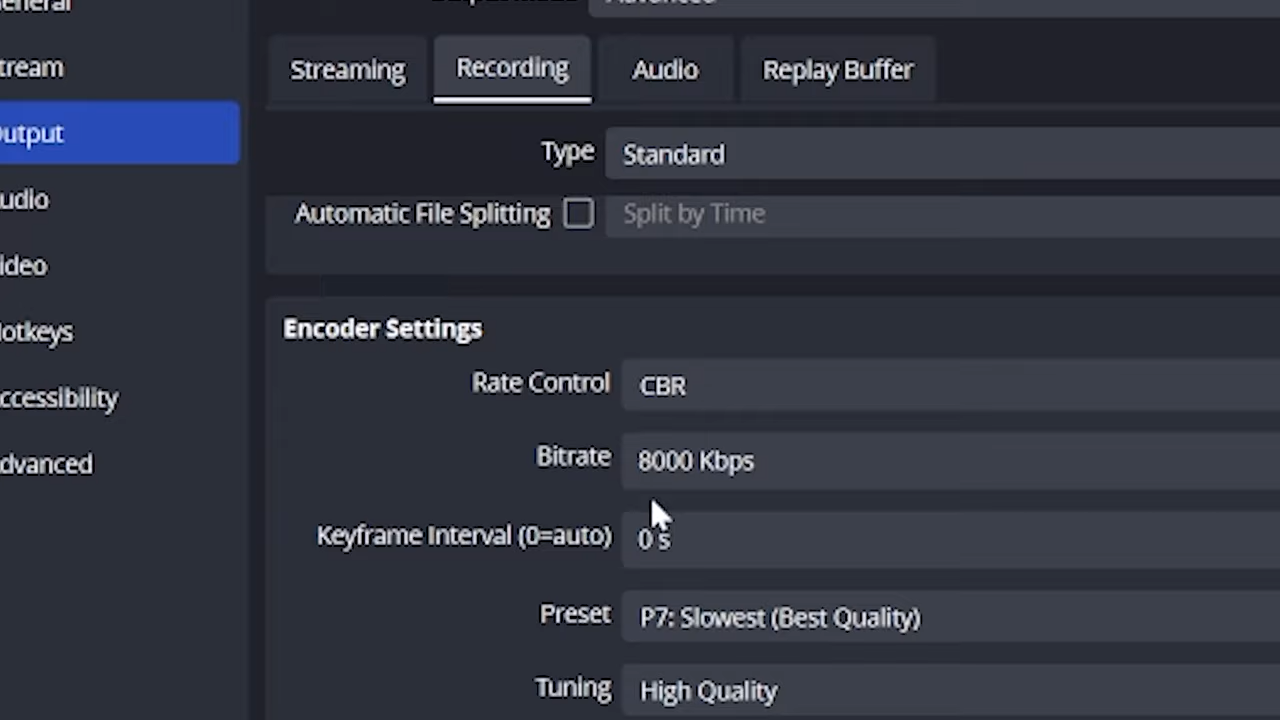 Streaming Recording Audio Replay Buffer
tream
utput
Type Standard
udio
Automatic File Splitting Split by Time
ideo
Encoder Settings
otkeys
Rate Control CBR
ccessibility
Bitrate 8000 Kbps
dvanced
Keyframe Interval (0=auto) 0 s
Preset P7: Slowest (Best Quality)
Tuning High Quality